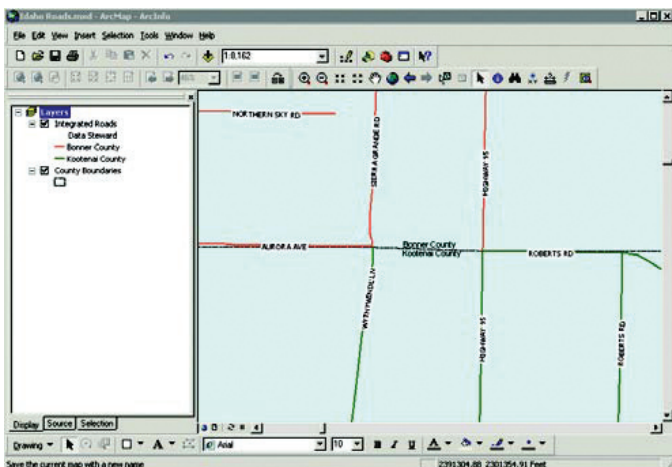 Idaho Roads.mxd - ArcMap - ArcInfo
File Edit View Insert Selection Tools Window Help
1:8,162
Layers
Integrated Roads
Data Steward
Bonner County
Kootenai County
County Boundaries
NORTHERN SKY RD
SIERRA GRANDE RD
HIGHWAY 95
AURORA AVE
Bonner County
Kootenai County
ROBERTS RD
HIGHWAY 95
ROBERTS RD
Display Source Selection
Drawing A Arial 10 B I U A
Save the current map with a new name
2391304.88 2301354.91 Feet